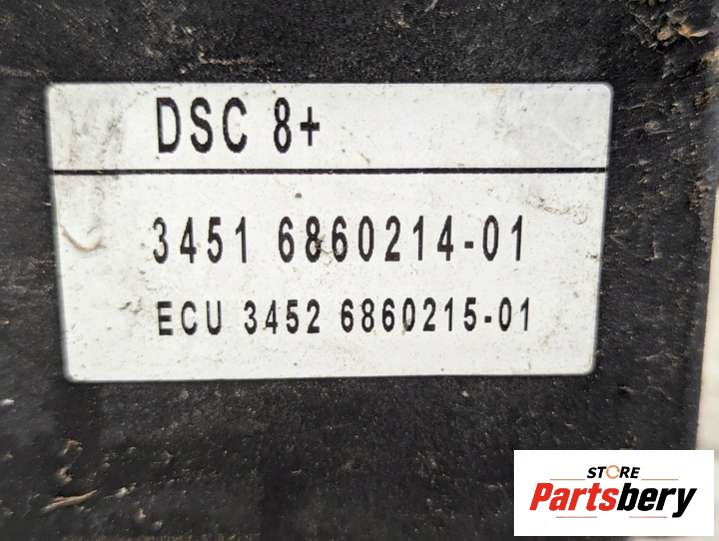 DSC 8+
3451 6860214-01
ECU 3452 6860215-01
STORE
Partsbery